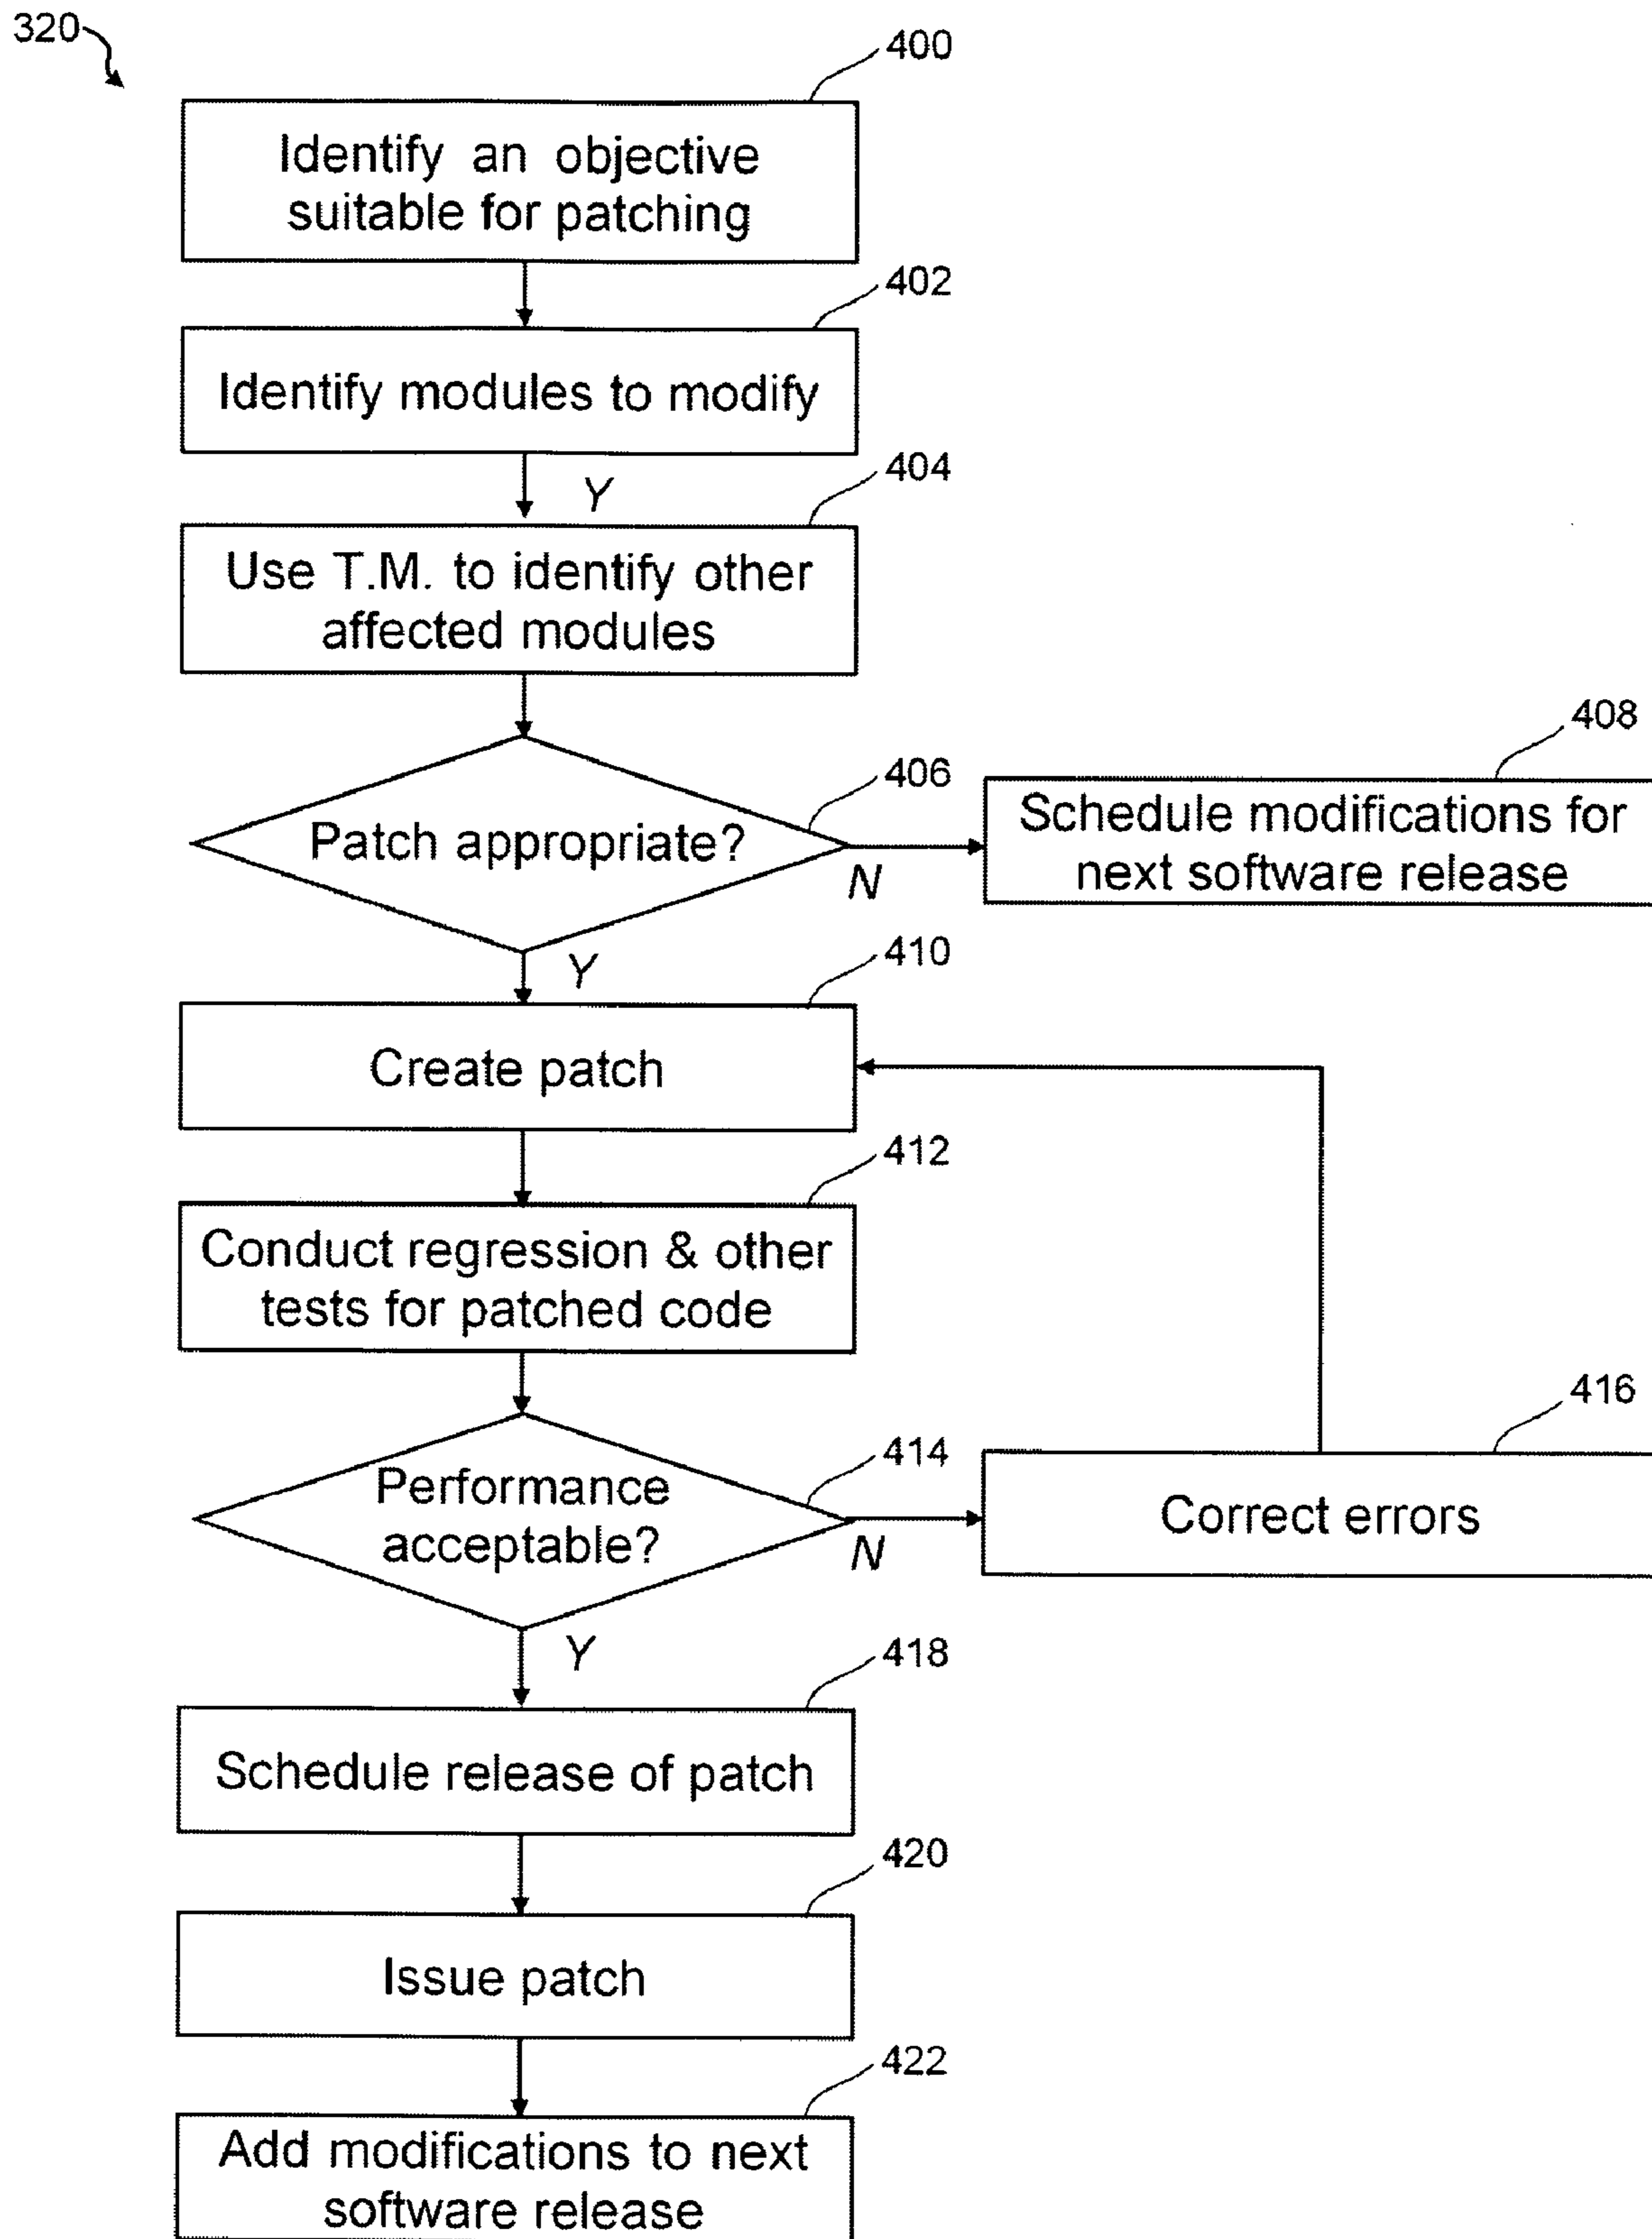 320
400
Identify an objective
suitable for patching
402
Identify modules to modify
404
Y
Use T.M. to identify other
affected modules
406
Patch appropriate?
N
408
Schedule modifications for
next software release
Y
410
Create patch
412
Conduct regression & other
tests for patched code
414
Performance
acceptable?
N
416
Correct errors
Y
418
Schedule release of patch
420
Issue patch
422
Add modifications to next
software release